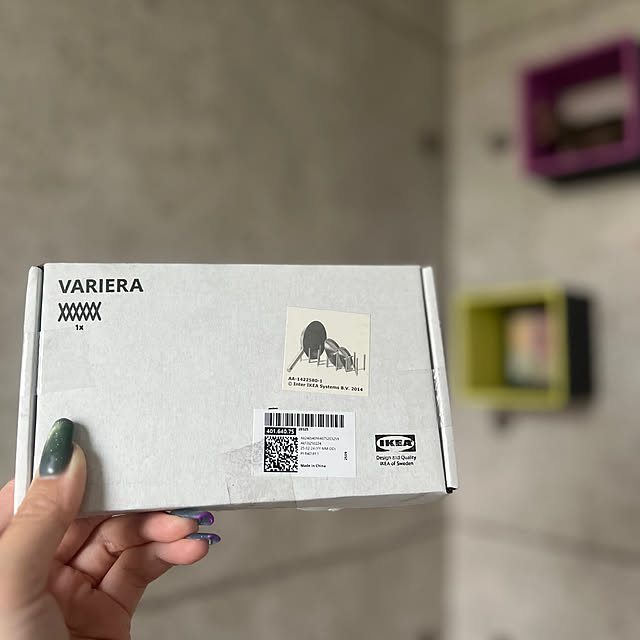 VARIERA
1x
AA-1422580-1
© Inter IKEA Systems B.V. 2014
401.640.75
Made in China
IKEA
Design and Quality
IKEA of Sweden